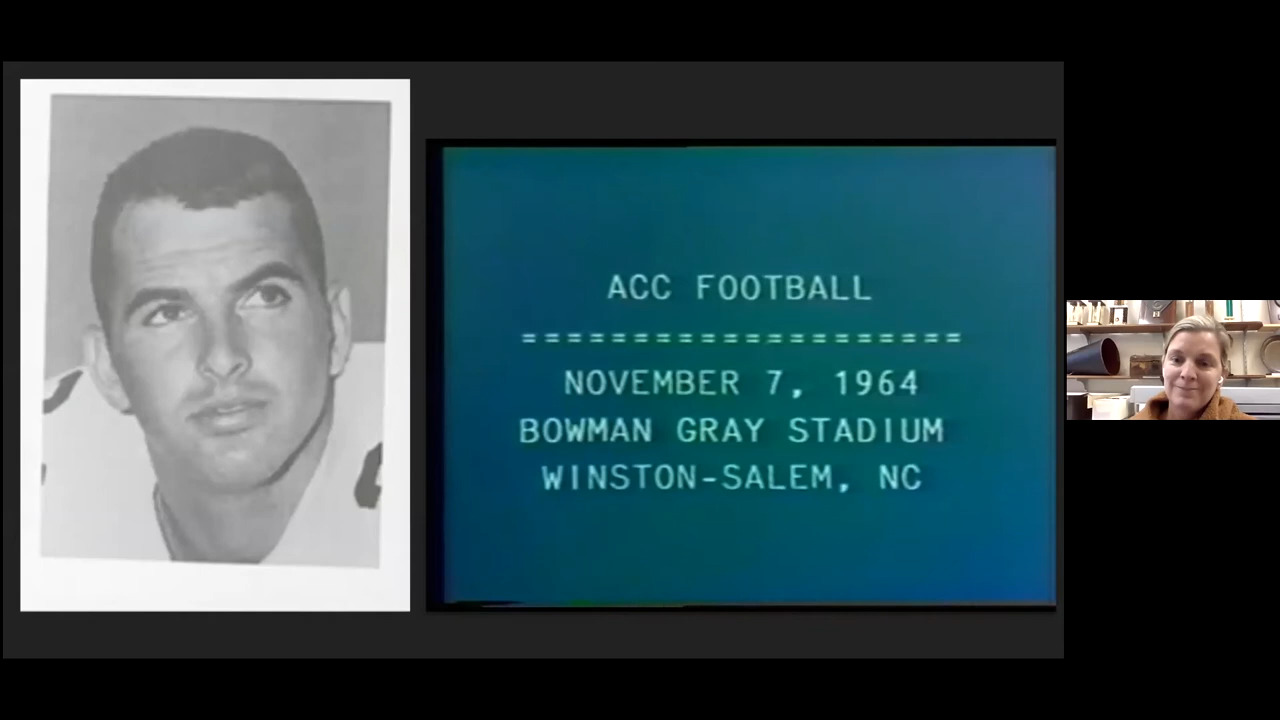 ACC FOOTBALL
====================
NOVEMBER 7, 1964
BOWMAN GRAY STADIUM
WINSTON-SALEM, NC